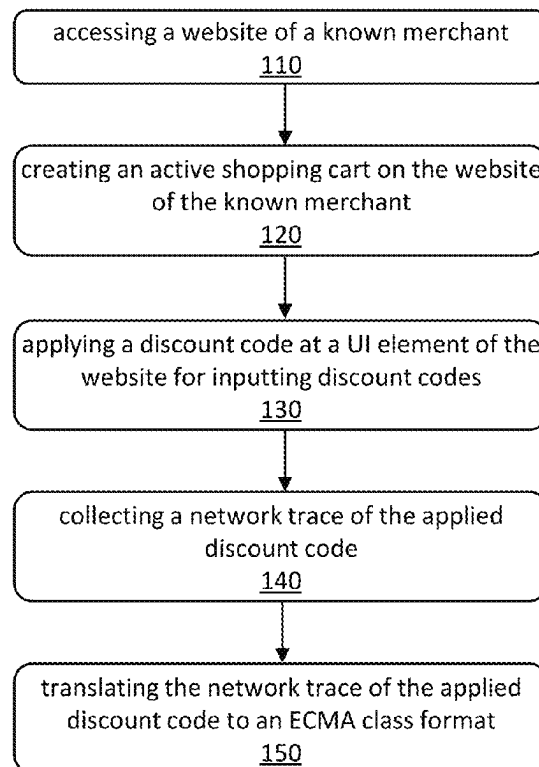 accessing a website of a known merchant
110
creating an active shopping cart on the website
of the known merchant
120
applying a discount code at a UI element of the
website for inputting discount codes
130
collecting a network trace of the applied
discount code
140
translating the network trace of the applied
discount code to an ECMA class format
150